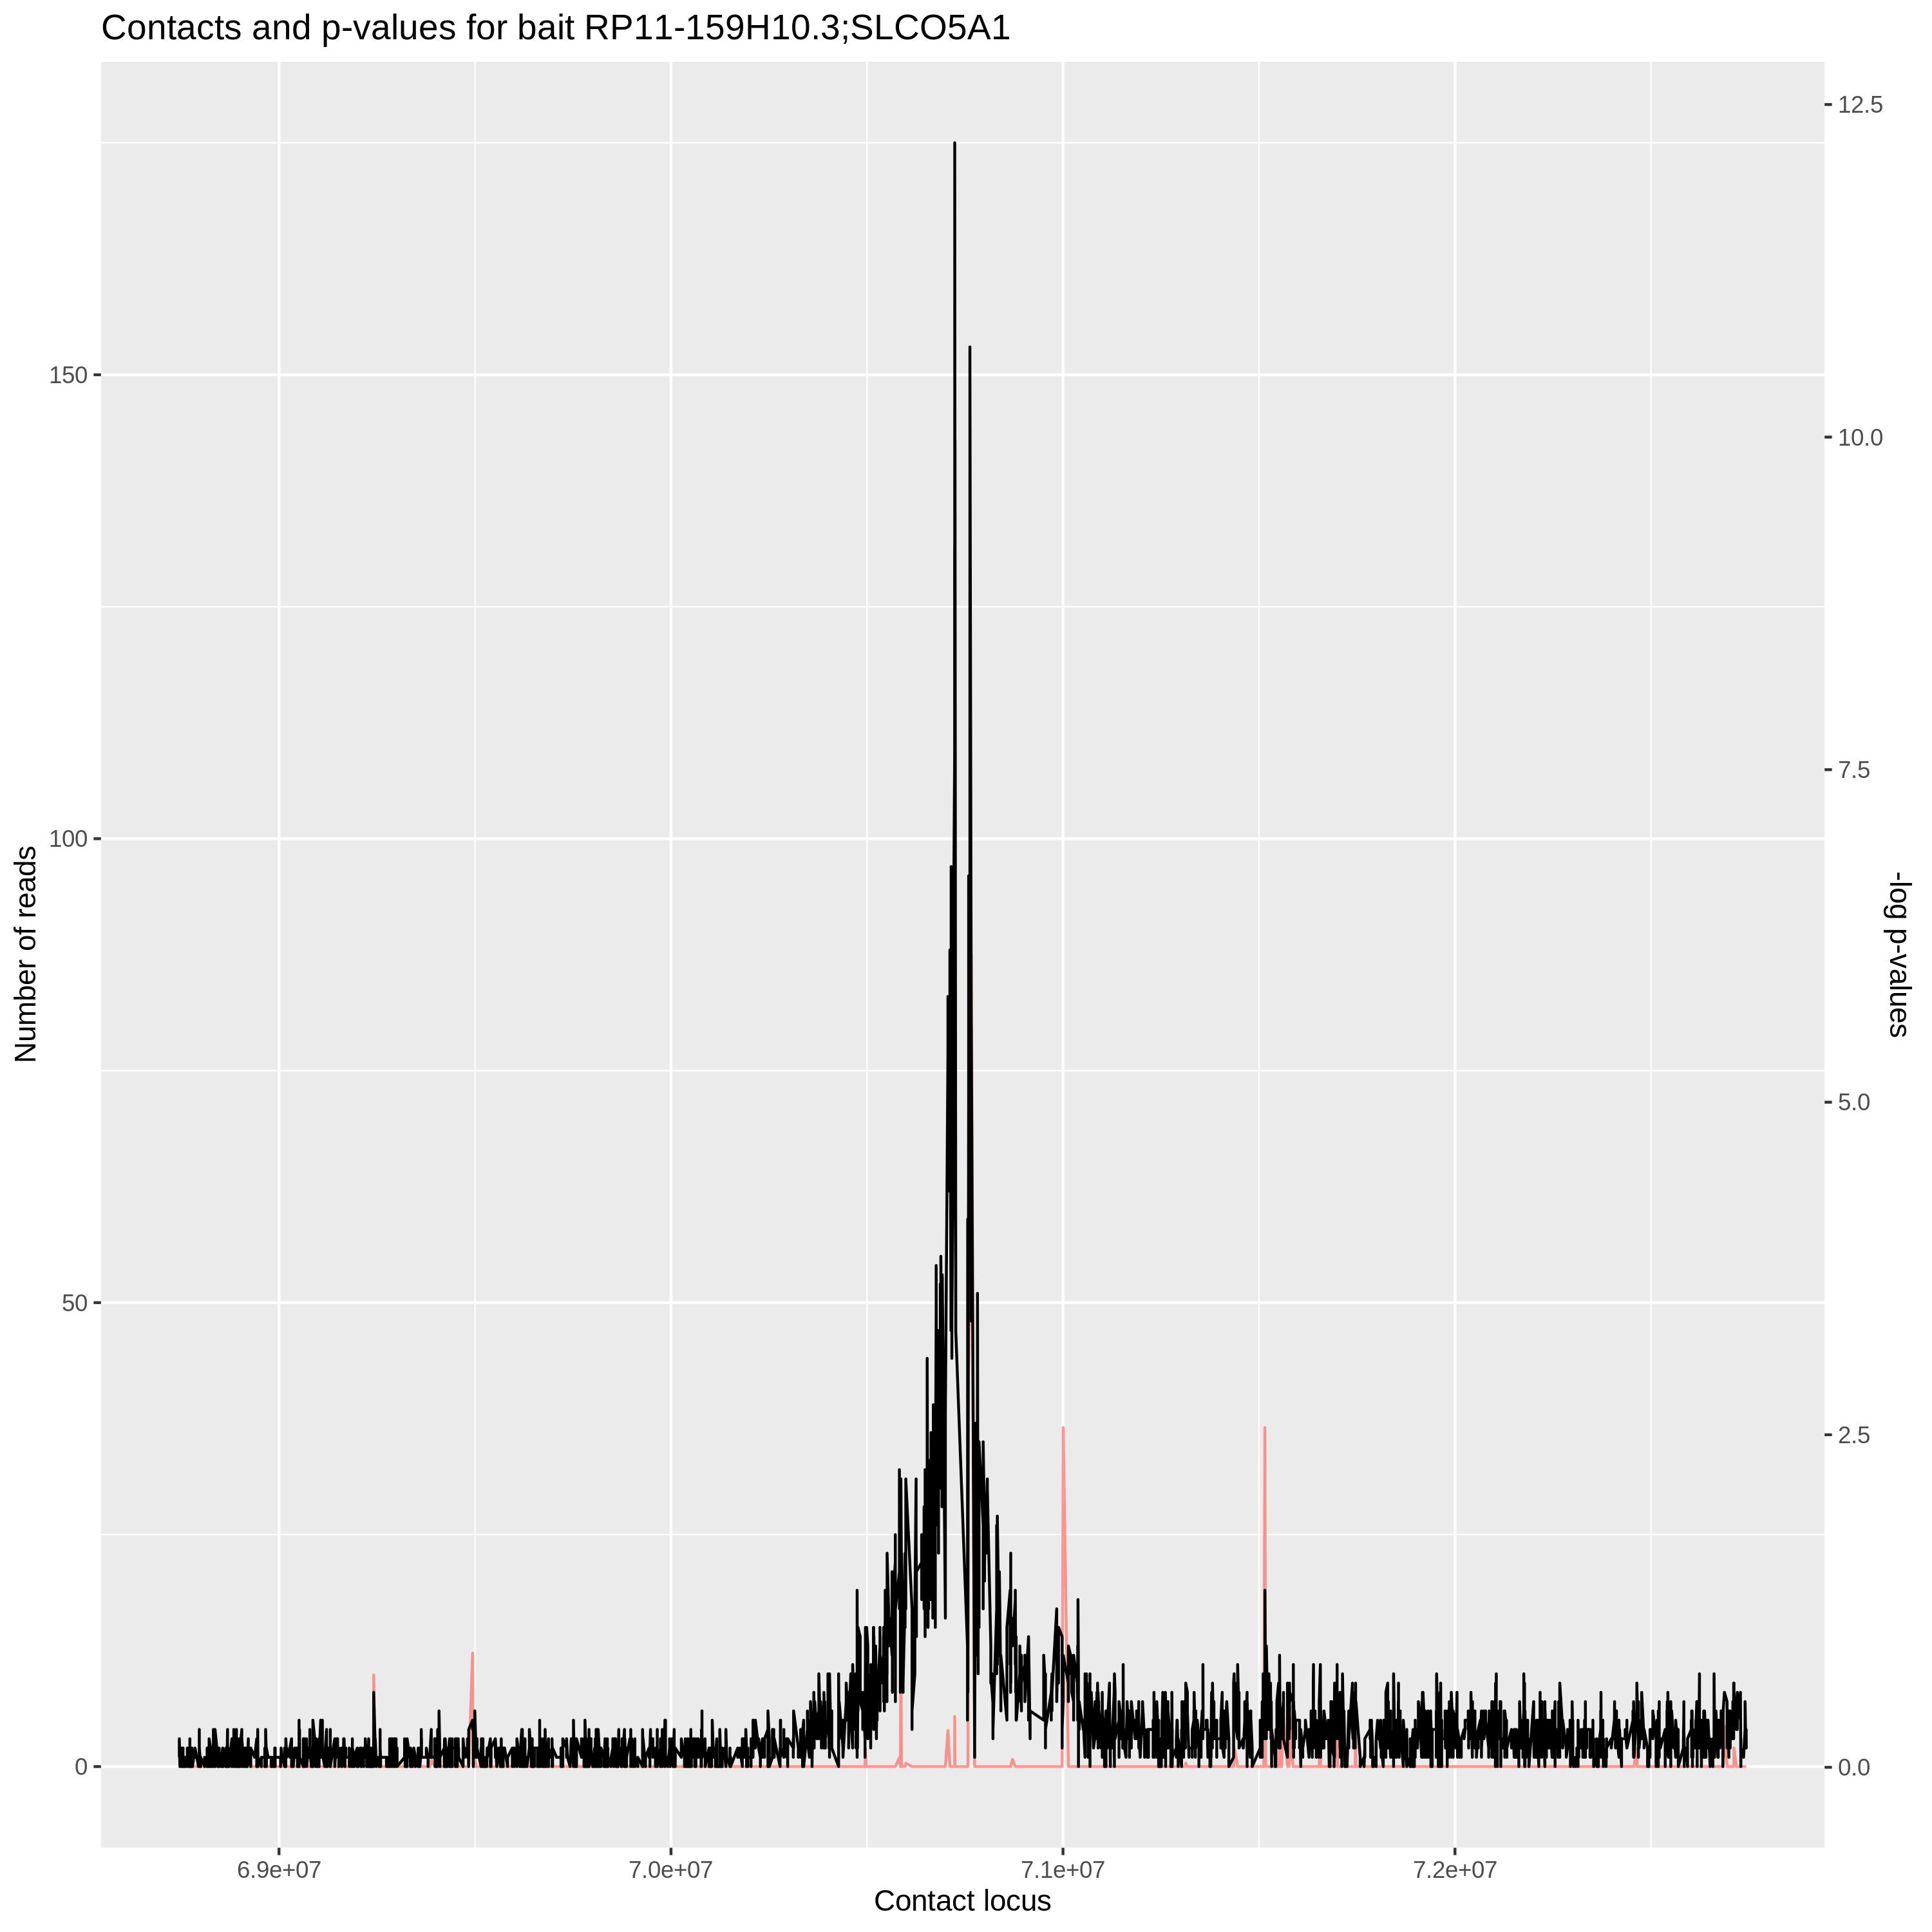 Contacts and p-values for bait RP11-159H10.3;SLCO5A1
12.5
10.0
7.5
5.0
2.5
0.0
150
100
50
0
Number of reads
-log p-values
6.9e+07
7.0e+07
7.1e+07
7.2e+07
Contact locus